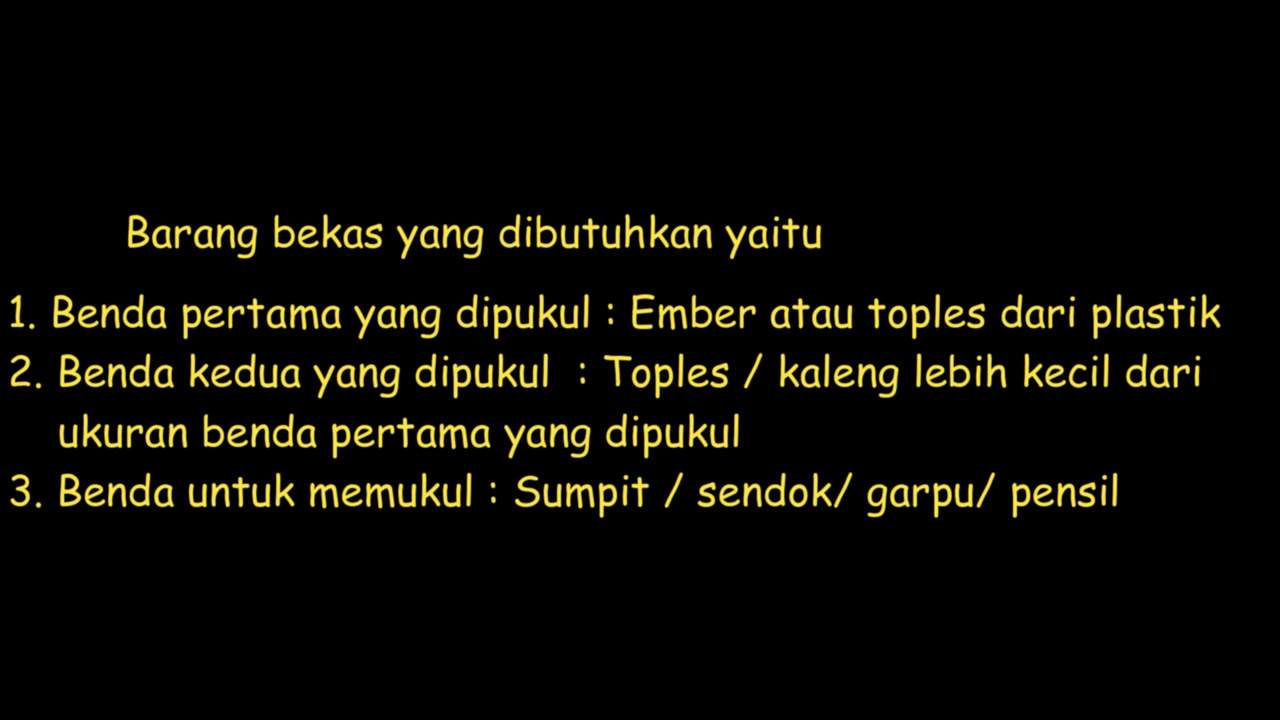 Barang bekas yang dibutuhkan yaitu
1. Benda pertama yang dipukul : Ember atau toples dari plastik
2. Benda kedua yang dipukul : Toples / kaleng lebih kecil dari
ukuran benda pertama yang dipukul
3. Benda untuk memukul : Sumpit / sendok/ garpu/ pensil